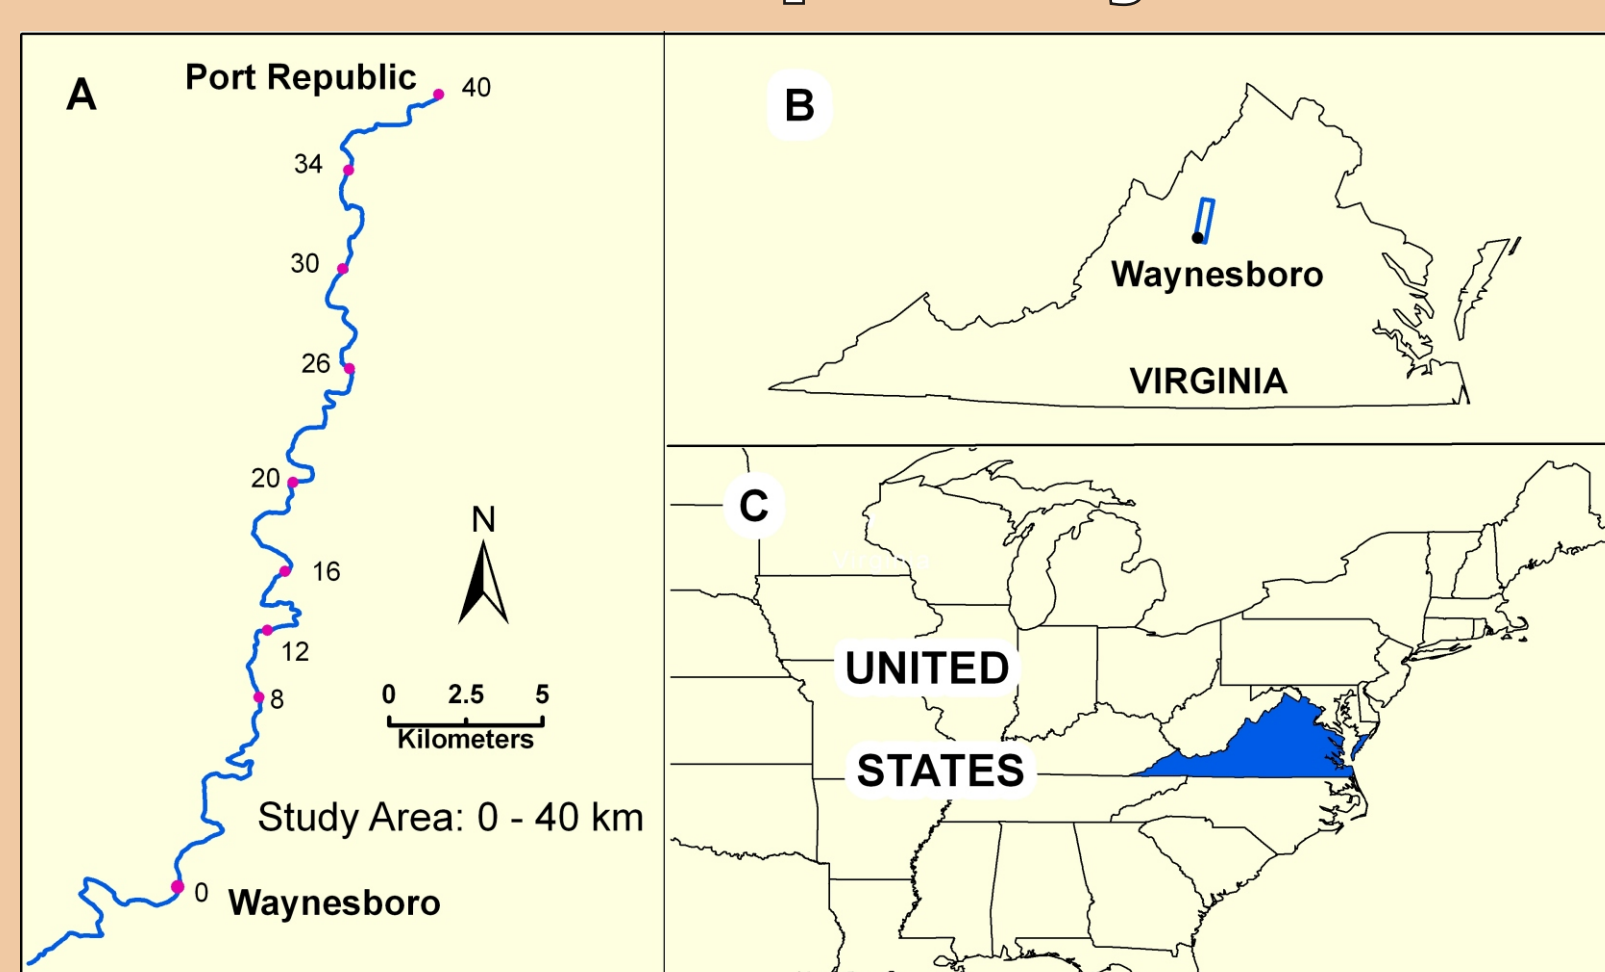 A
Port Republic
40
34
30
26
20
16
12
8
N
0 2.5 5
Kilometers
Study Area: 0 - 40 km
0
Waynesboro
B
Waynesboro
VIRGINIA
C
Virginia
UNITED
STATES